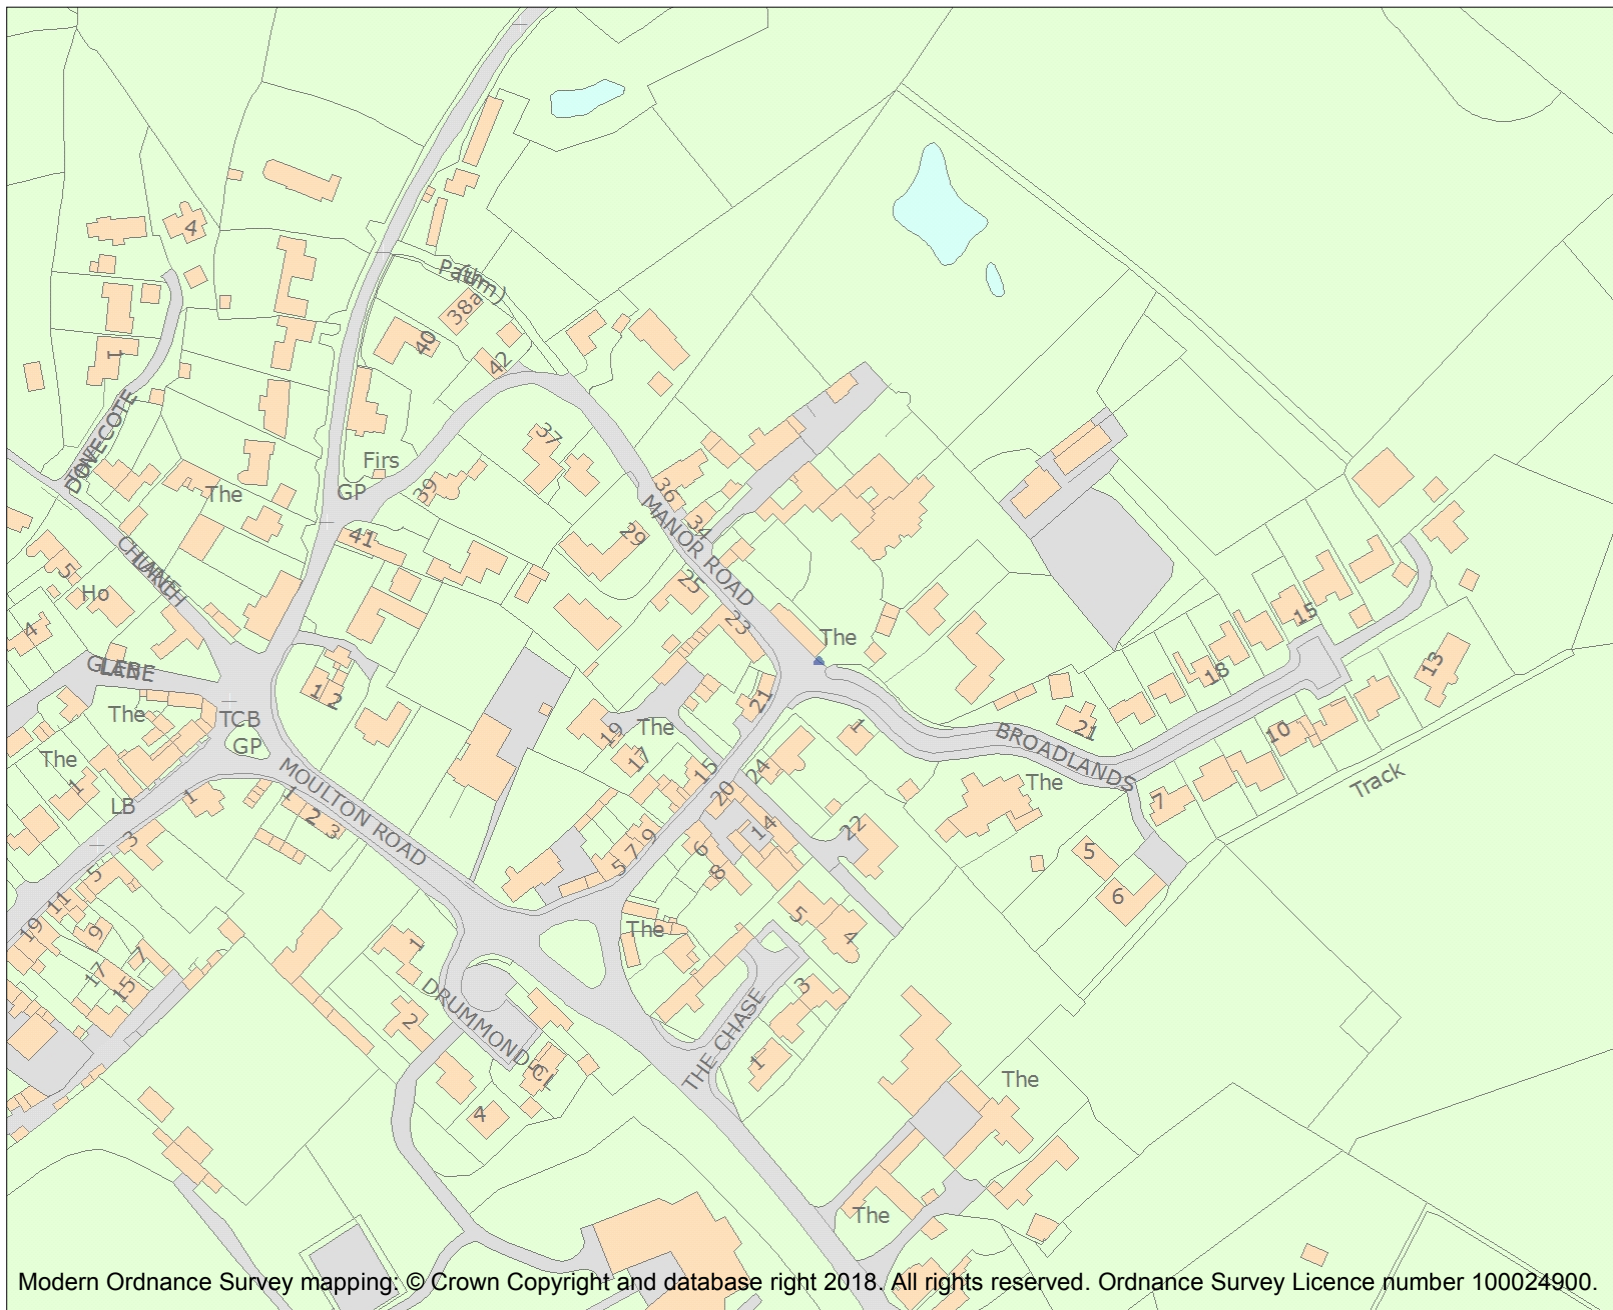 4
Path (um)
38a
40
42
1
DOVECOTE
37
Firs
The
GP
39
36
MANOR ROAD
34
41
29
CHURCH LANE
5
Ho
25
23
15
4
The
13
GLEBE LANE
1
2
18
21
The
TCB
GP
19
The
17
1
21
10
BROADLANDS
The
1
MOULTON ROAD
15
24
20
The
Track
LB
1
1
2
3
7
3
14
22
9
7
5
6
8
5
5
6
11
19
9
The
5
4
1
7
17
15
3
DRUMMOND CL
2
THE CHASE
1
The
4
The
Modern Ordnance Survey mapping: © Crown Copyright and database right 2018. All rights reserved. Ordnance Survey Licence number 100024900.